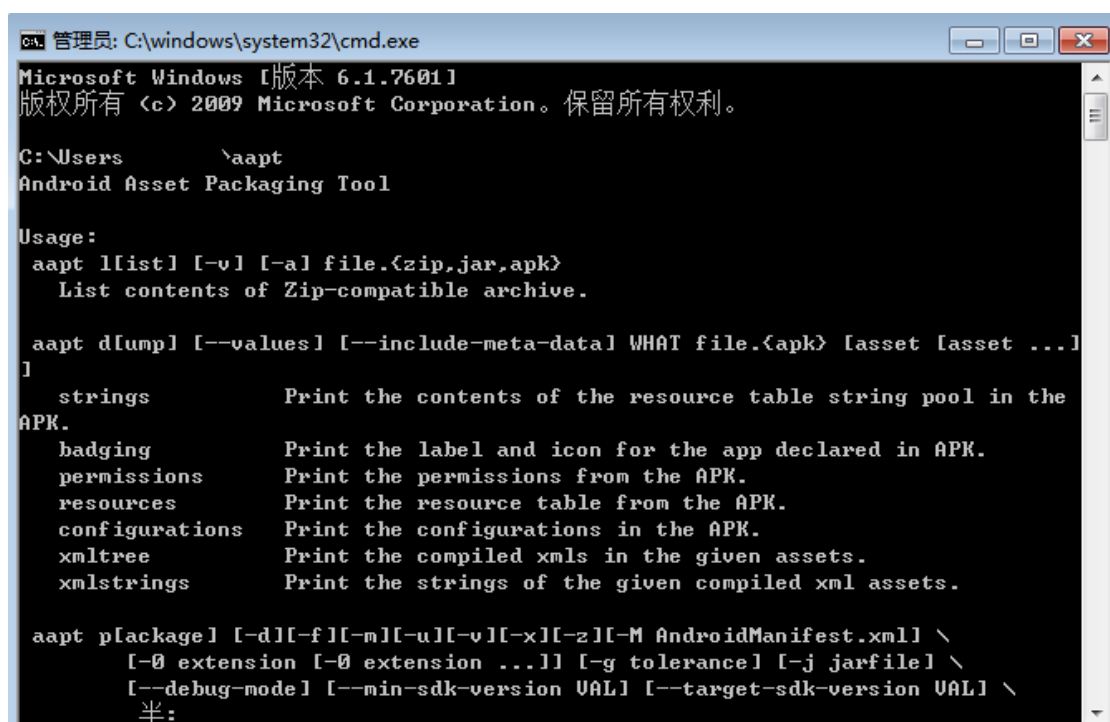 管理员: C:\windows\system32\cmd.exe
Microsoft Windows [版本 6.1.7601]
版权所有 (c) 2009 Microsoft Corporation。保留所有权利。
C:\Users \aapt
Android Asset Packaging Tool
Usage:
aapt l[ist] [-v] [-a] file.{zip,jar,apk}
List contents of Zip-compatible archive.
aapt d[ump] [--values] [--include-meta-data] WHAT file.{apk} [asset [asset ...]
]
strings Print the contents of the resource table string pool in the
APK.
badging Print the label and icon for the app declared in APK.
permissions Print the permissions from the APK.
resources Print the resource table from the APK.
configurations Print the configurations in the APK.
xmltree Print the compiled xmls in the given assets.
xmlstrings Print the strings of the given compiled xml assets.
aapt p[ackage] [-d][-f][-m][-u][-v][-x][-z][-M AndroidManifest.xml] \
[-0 extension [-0 extension ...]] [-g tolerance] [-j jarfile] \
[--debug-mode] [--min-sdk-version VAL] [--target-sdk-version VAL] \
半: